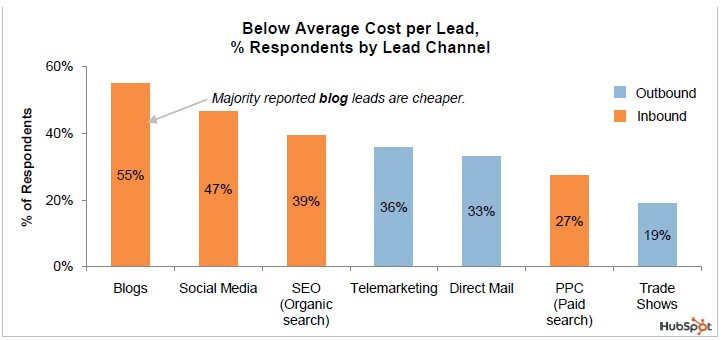 Below Average Cost per Lead,
% Respondents by Lead Channel
60%
40%
20%
0%
% of Respondents
Majority reported blog leads are cheaper.
Outbound
Inbound
55%
47%
39%
36%
33%
27%
19%
Blogs
Social Media
SEO
(Organic
search)
Telemarketing
Direct Mail
PPC
(Paid
search)
Trade
Shows
HubSpot